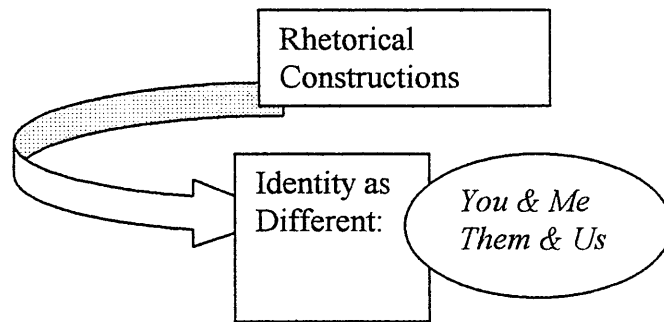 Rhetorical
Constructions
Identity as
Different:
You & Me
Them & Us